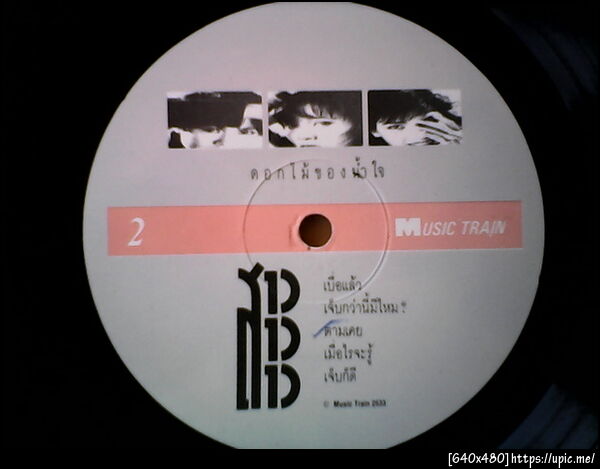 ดอกไม้ของน้ำใจ
2
MUSIC TRAIN
สาว สาว สาว
เบื่อแล้ว
เจ็บกว่านี้มีไหม?
ตามเคย
เมื่อไรจะรู้
เจ็บก็ดี
© Music Train 2533
[640x480]https://upic.me/